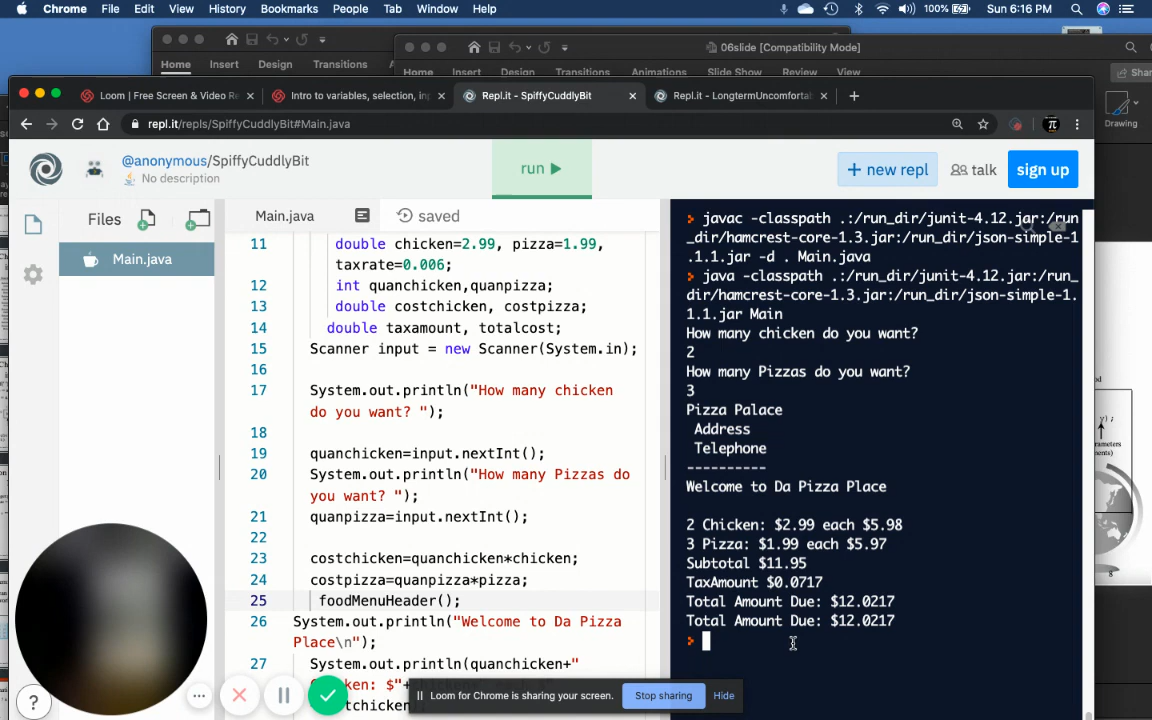 Chrome File Edit View History Bookmarks People Tab Window Help 100% Sun 6:16 PM
06slide [Compatibility Mode]
Home Insert Design Transitions
Home Insert Design Transitions Animations Slide Show Review View Shar
Loom | Free Screen & Video Re Intro to variables, selection, in Repl.it - SpiffyCuddlyBit Repl.it - LongtermUncomforta
Drawing
repl.it/repls/SpiffyCuddlyBit#Main.java
@anonymous/SpiffyCuddlyBit
No description
run
+ new repl
talk
sign up
Files
Main.java
Main.java
saved
11 double chicken=2.99, pizza=1.99,
taxrate=0.006;
12 int quanchicken,quanpizza;
13 double costchicken, costpizza;
14 double taxamount, totalcost;
15 Scanner input = new Scanner(System.in);
16
17 System.out.println("How many chicken
do you want? ");
18
19 quanchicken=input.nextInt();
20 System.out.println("How many Pizzas do
you want? ");
21 quanpizza=input.nextInt();
22
23 costchicken=quanchicken*chicken;
24 costpizza=quanpizza*pizza;
25 foodMenuHeader();
26 System.out.println("Welcome to Da Pizza
Place\n");
27 System.out.println(quanchicken+"
javac -classpath .:/run_dir/junit-4.12.jar:/run
_dir/hamcrest-core-1.3.jar:/run_dir/json-simple-1
.1.1.jar -d . Main.java
java -classpath .:/run_dir/junit-4.12.jar:/run_
dir/hamcrest-core-1.3.jar:/run_dir/json-simple-1.
1.1.jar Main
How many chicken do you want?
2
How many Pizzas do you want?
3
Pizza Palace
Address
Telephone
----------
Welcome to Da Pizza Place
2 Chicken: $2.99 each $5.98
3 Pizza: $1.99 each $5.97
Subtotal $11.95
TaxAmount $0.0717
Total Amount Due: $12.0217
Total Amount Due: $12.0217
Loom for Chrome is sharing your screen.
Stop sharing
Hide
?
8